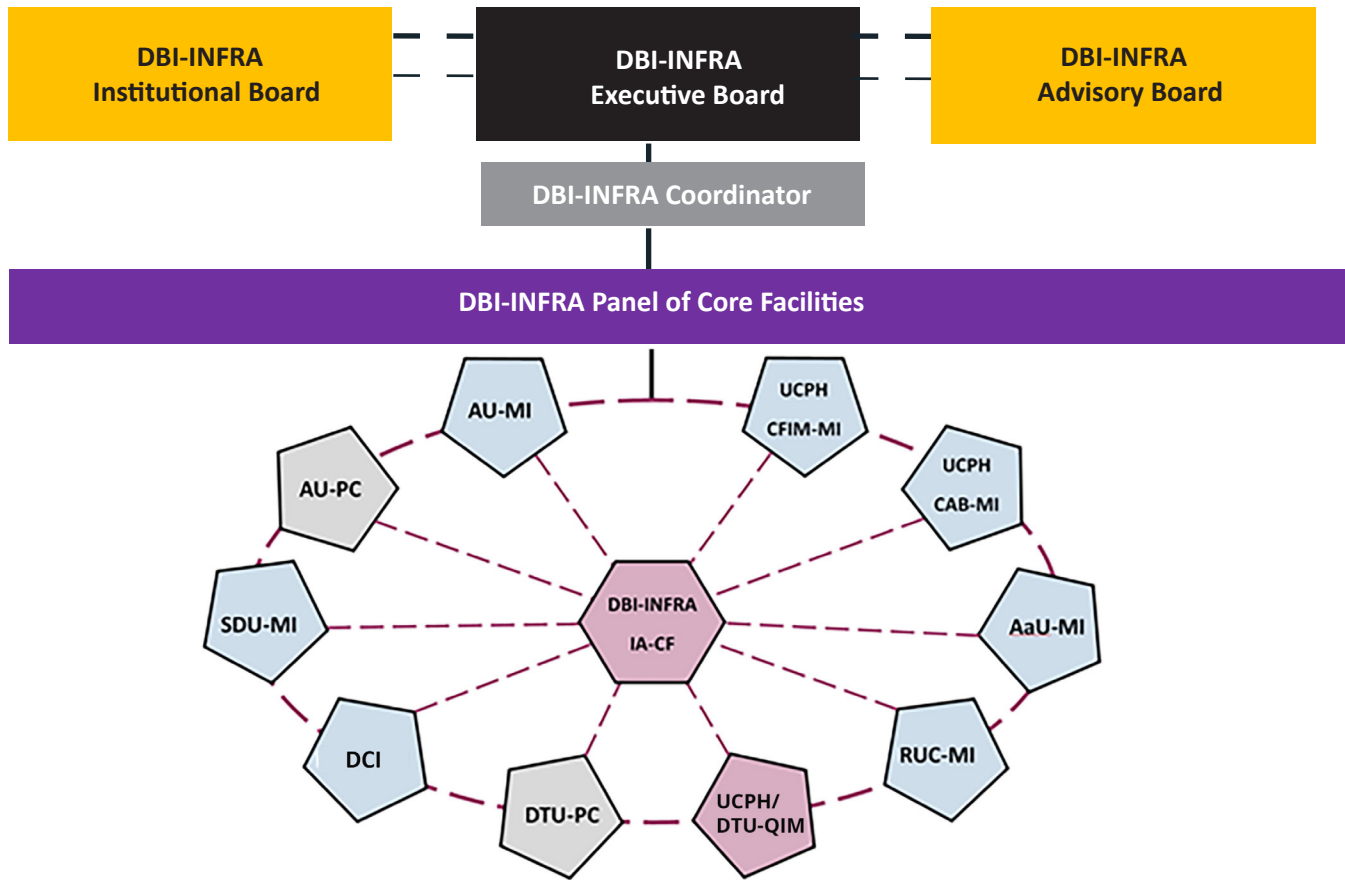 DBI-INFRA
Institutional Board
DBI-INFRA
Executive Board
DBI-INFRA
Advisory Board
DBI-INFRA Coordinator
DBI-INFRA Panel of Core Facilities
AU-MI
UCPH
CFIM-MI
AU-PC
UCPH
CAB-MI
SDU-MI
DBI-INFRA
IA-CF
AaU-MI
DCI
RUC-MI
DTU-PC
UCPH/
DTU-QIM